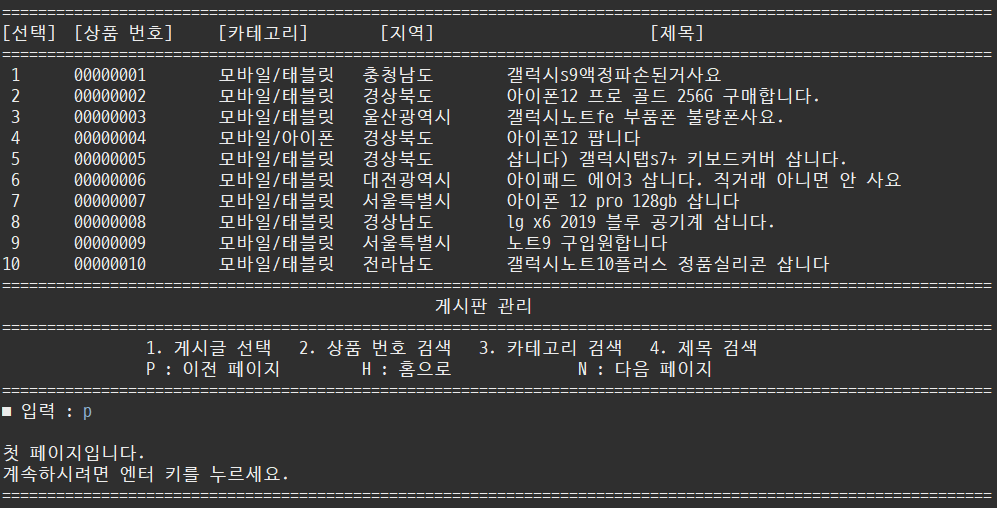 ==============================================================================================================
[선택] [상품 번호] [카테고리] [지역] [제목]
==============================================================================================================
1 00000001 모바일/태블릿 충청남도 갤럭시s9액정파손된거사요
2 00000002 모바일/태블릿 경상북도 아이폰12 프로 골드 256G 구매합니다.
3 00000003 모바일/태블릿 울산광역시 갤럭시노트fe 부품폰 불량폰사요.
4 00000004 모바일/아이폰 경상북도 아이폰12 팝니다
5 00000005 모바일/태블릿 경상북도 삽니다) 갤럭시탭s7+ 키보드커버 삽니다.
6 00000006 모바일/태블릿 대전광역시 아이패드 에어3 삽니다. 직거래 아니면 안 사요
7 00000007 모바일/태블릿 서울특별시 아이폰 12 pro 128gb 삽니다
8 00000008 모바일/태블릿 경상남도 lg x6 2019 블루 공기계 삽니다.
9 00000009 모바일/태블릿 서울특별시 노트9 구입원합니다
10 00000010 모바일/태블릿 전라남도 갤럭시노트10플러스 정품실리콘 삽니다
==============================================================================================================
게시판 관리
==============================================================================================================
1. 게시글 선택 2. 상품 번호 검색 3. 카테고리 검색 4. 제목 검색
P : 이전 페이지 H : 홈으로 N : 다음 페이지
==============================================================================================================
■ 입력 : p
첫 페이지입니다.
계속하시려면 엔터 키를 누르세요.
==============================================================================================================